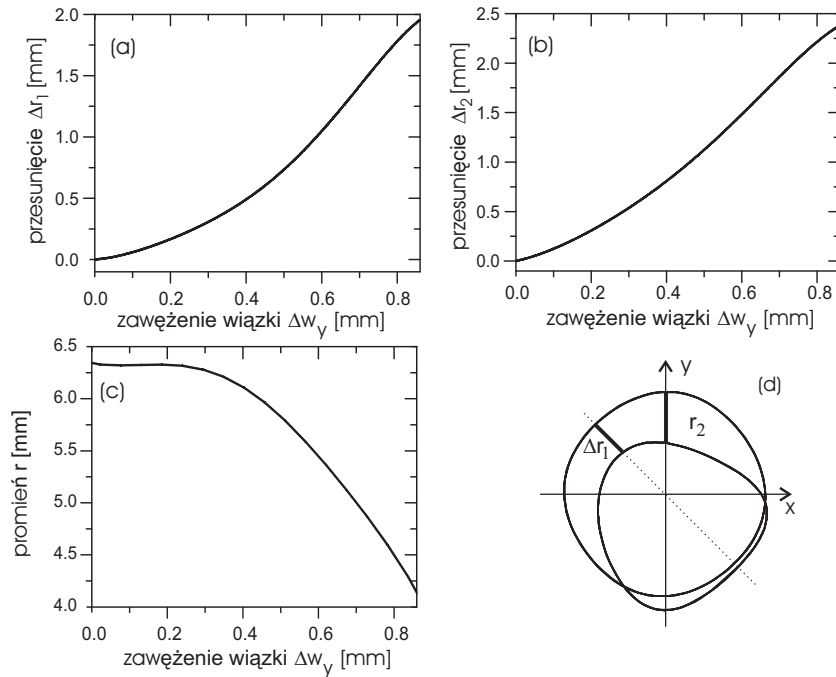 (a)
przesunięcie Δr₁ [mm]
2.0
1.5
1.0
0.5
0.0
0.0 0.2 0.4 0.6 0.8
zawężenie wiązki Δwy [mm]
(b)
przesunięcie Δr₂ [mm]
2.5
2.0
1.5
1.0
0.5
0.0
0.0 0.2 0.4 0.6 0.8
zawężenie wiązki Δwy [mm]
(c)
promień r [mm]
6.5
6.0
5.5
5.0
4.5
4.0
0.0 0.2 0.4 0.6 0.8
zawężenie wiązki Δwy [mm]
(d)
y
r₂
Δr₁
x